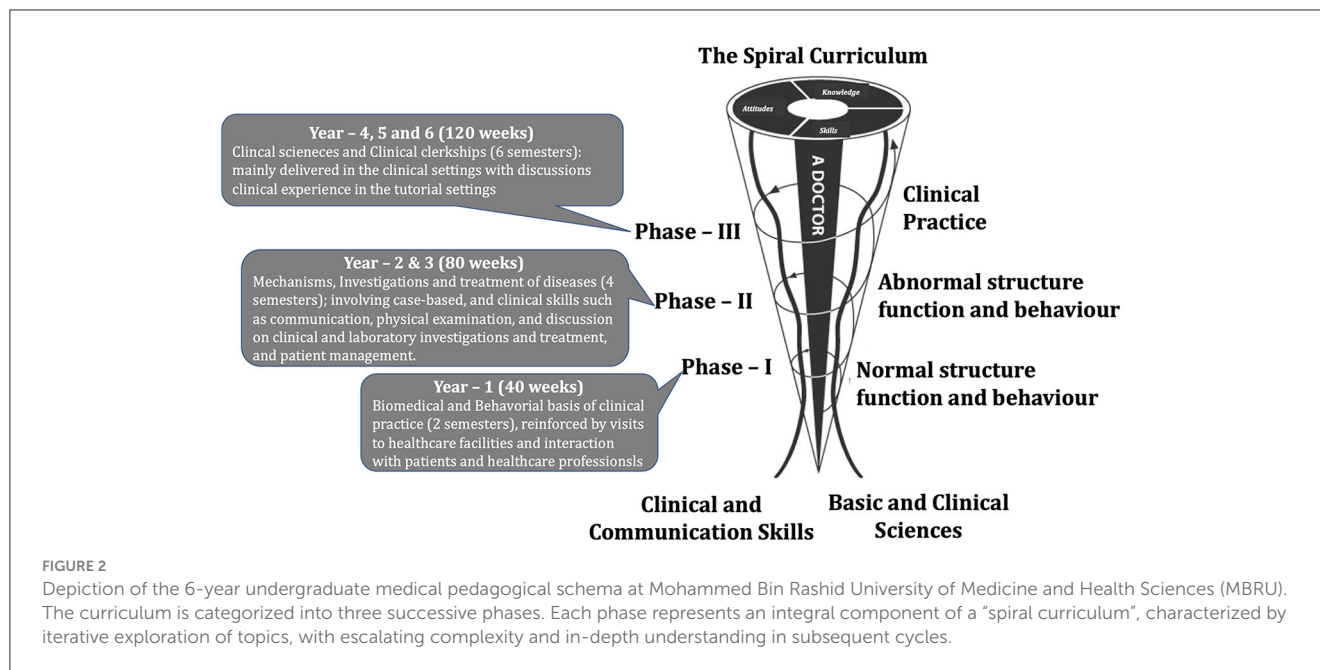 The Spiral Curriculum
Knowledge
Attitudes
Skills
A DOCTOR
Year – 4, 5 and 6 (120 weeks)
Clincal scieneces and Clinical clerkships (6 semesters):
mainly delivered in the clinical settings with discussions
clinical experience in the tutorial settings
Phase – III
Clinical
Practice
Year – 2 & 3 (80 weeks)
Mechanisms, Investigations and treatment of diseases (4
semesters); involving case-based, and clinical skills such
as communication, physical examination, and discussion
on clinical and laboratory investigations and treatment,
and patient management.
Phase – II
Abnormal structure
function and behaviour
Year – 1 (40 weeks)
Biomedical and Behavorial basis of clinical
practice (2 semesters), reinforced by visits
to healthcare facilities and interaction
with patients and healthcare professionsls
Phase – I
Normal structure
function and behaviour
Clinical and
Communication Skills
Basic and Clinical
Sciences
FIGURE 2
Depiction of the 6-year undergraduate medical pedagogical schema at Mohammed Bin Rashid University of Medicine and Health Sciences (MBRU).
The curriculum is categorized into three successive phases. Each phase represents an integral component of a “spiral curriculum”, characterized by
iterative exploration of topics, with escalating complexity and in-depth understanding in subsequent cycles.